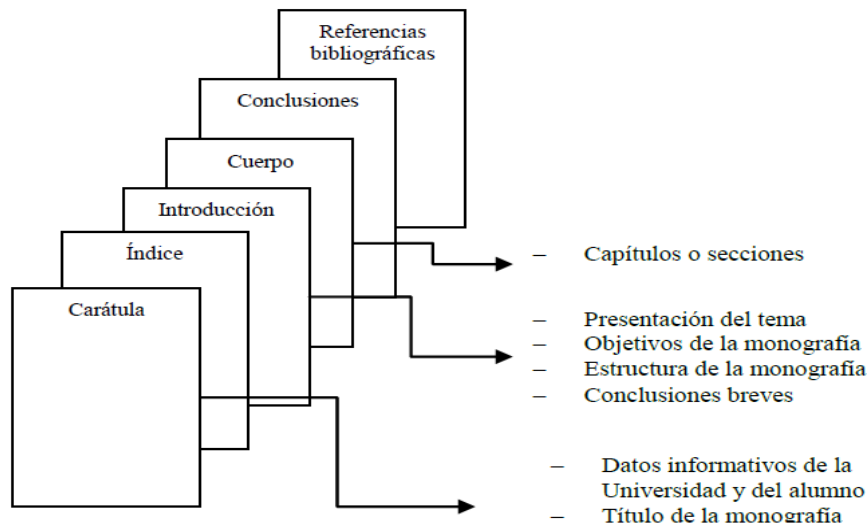 Referencias
bibliográficas
Conclusiones
Cuerpo
Introducción
Índice
Carátula
– Capítulos o secciones
– Presentación del tema
– Objetivos de la monografía
– Estructura de la monografía
– Conclusiones breves
– Datos informativos de la
Universidad y del alumno
– Título de la monografía